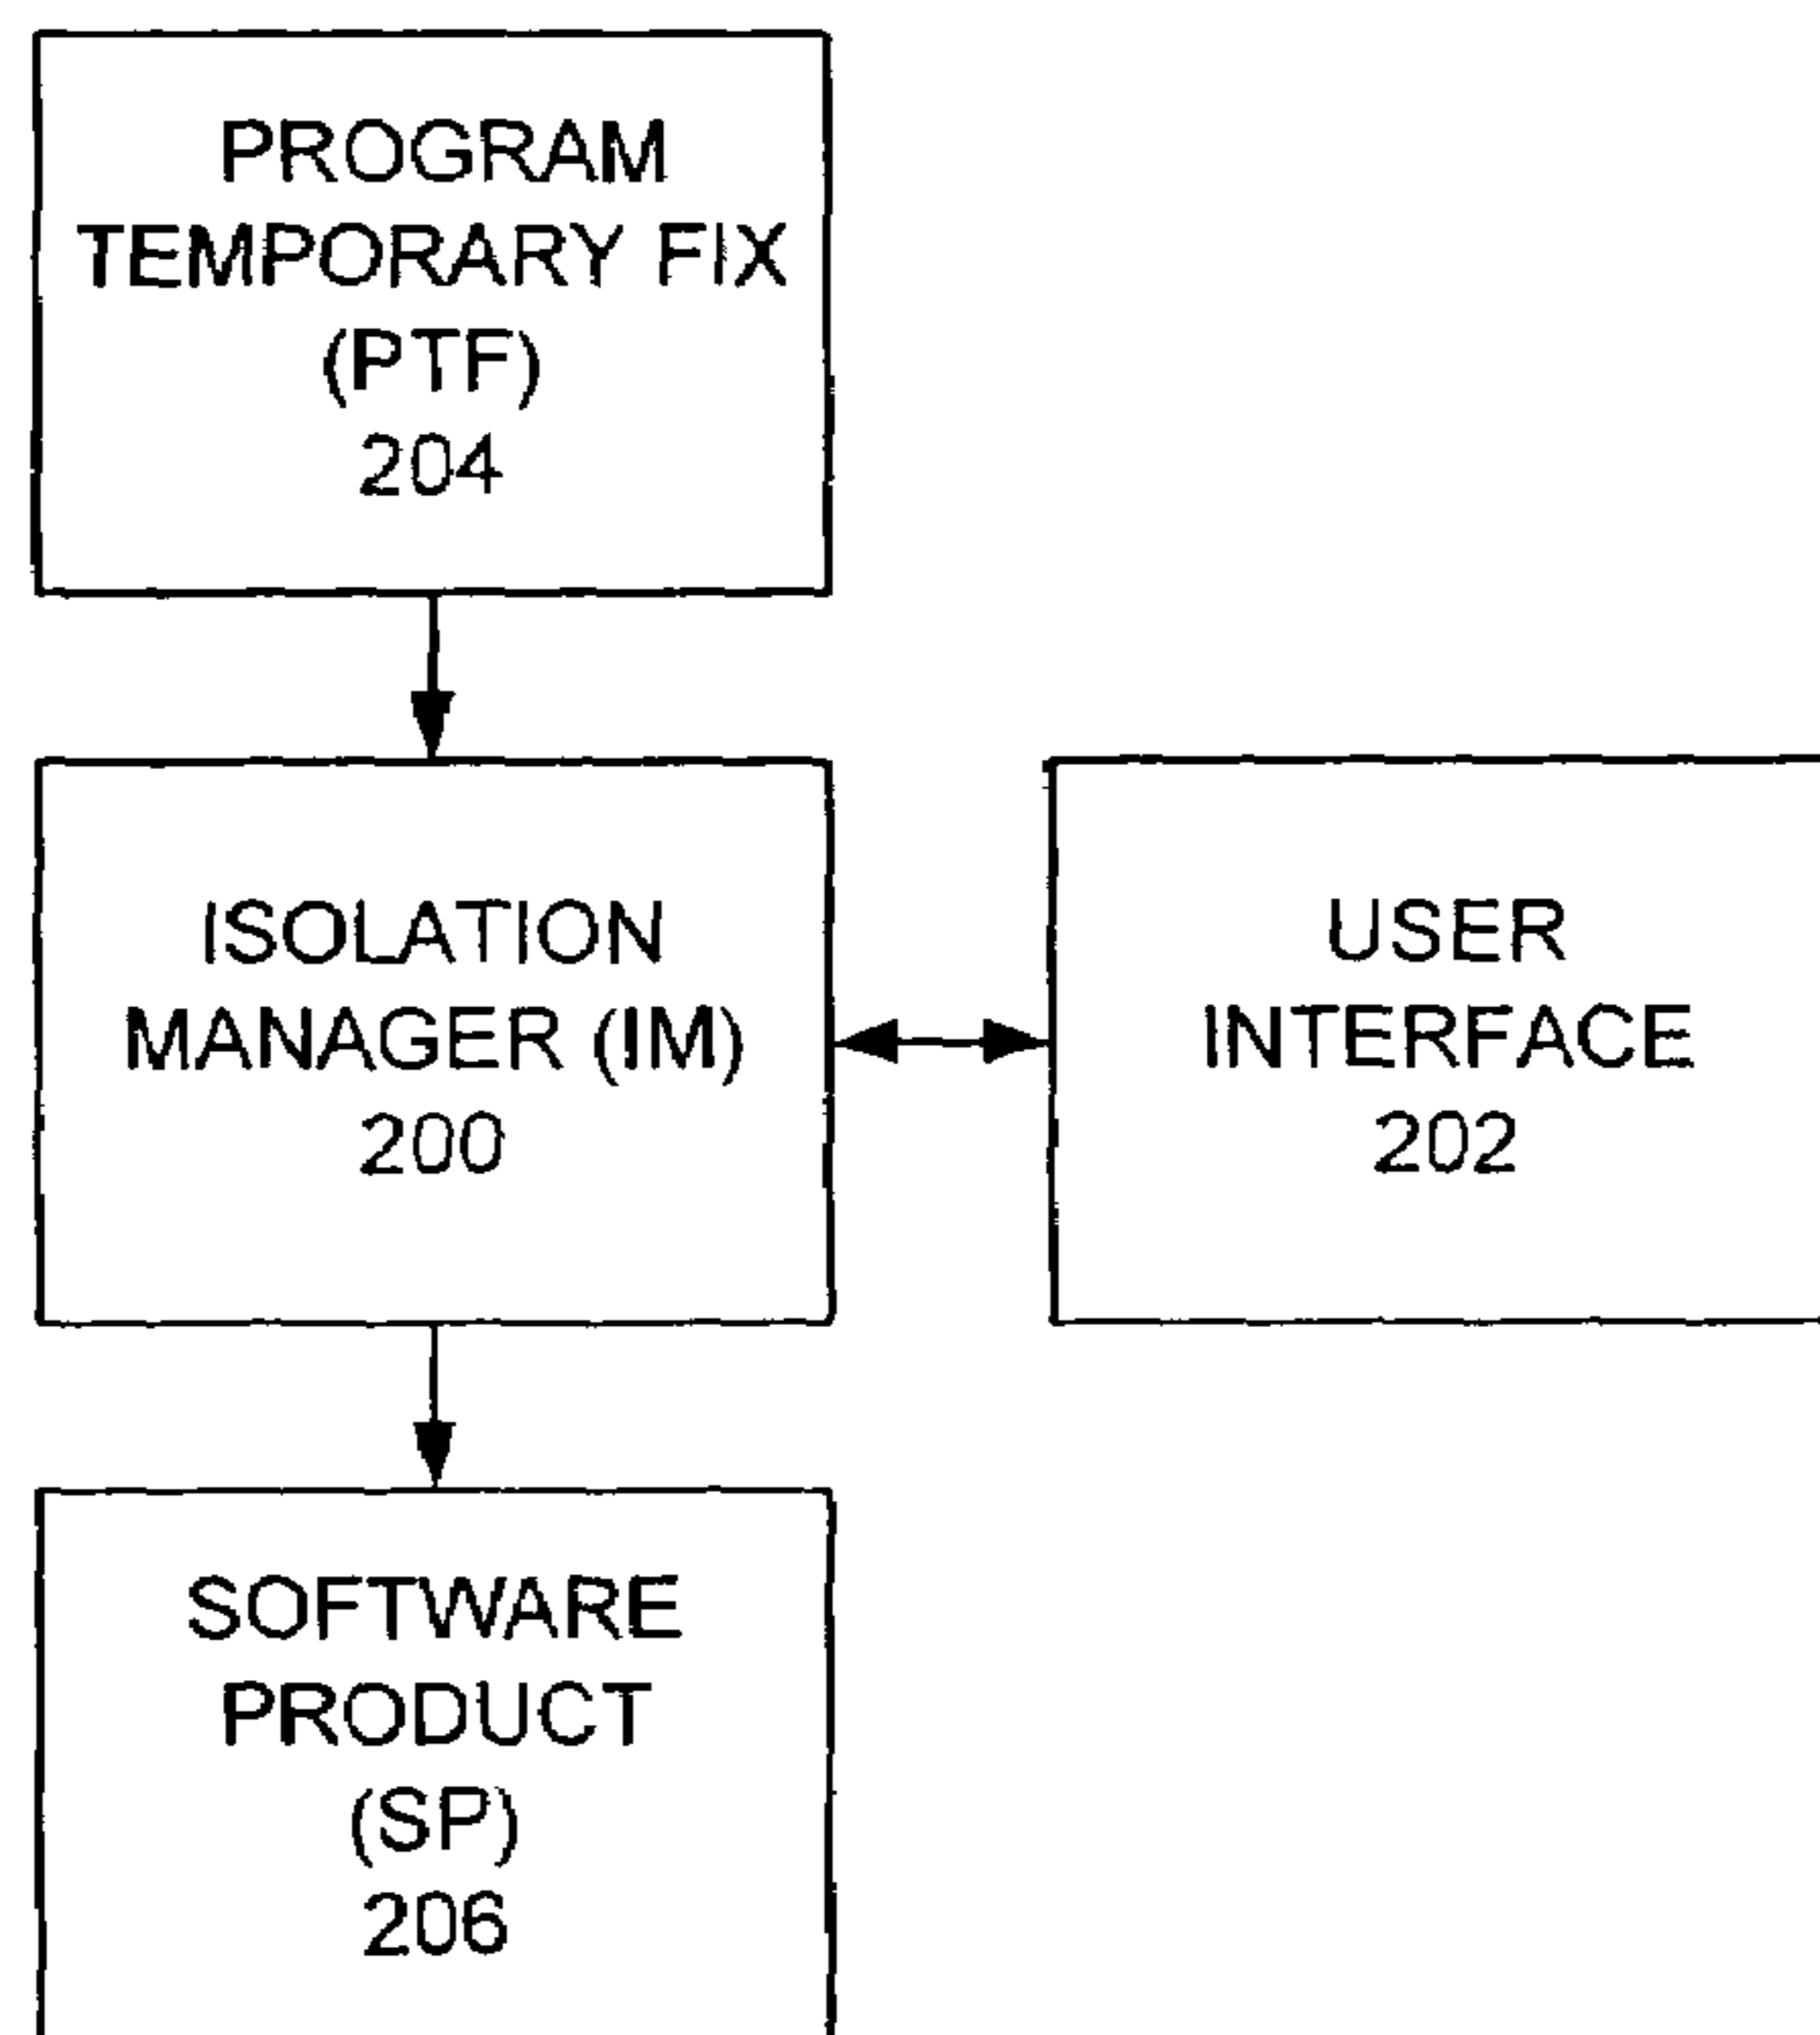 PROGRAM
TEMPORARY FIX
(PTF)
204
ISOLATION
MANAGER (IM)
200
USER
INTERFACE
202
SOFTWARE
PRODUCT
(SP)
206